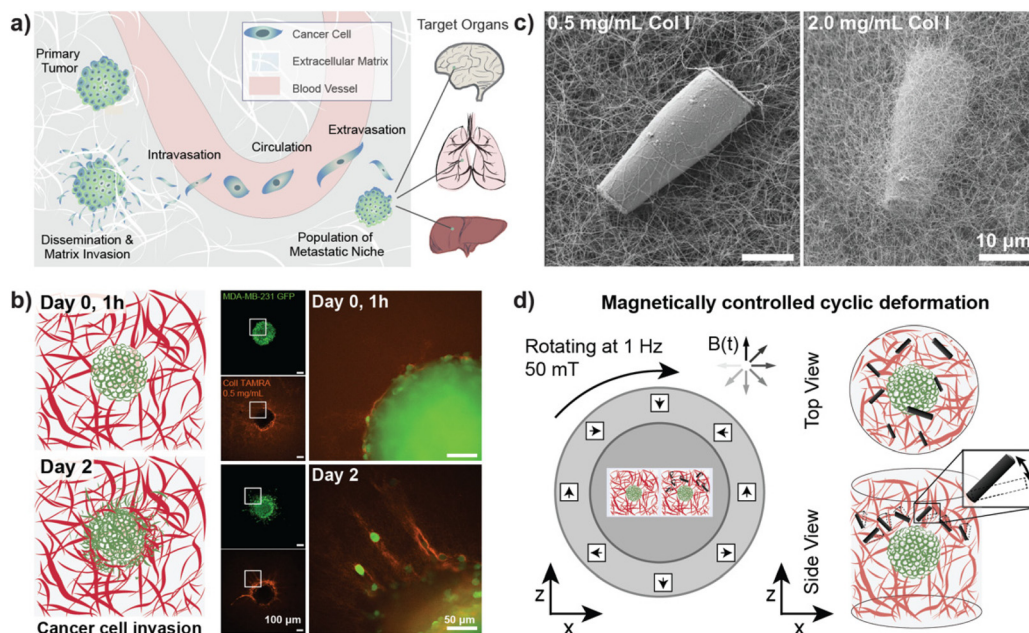 a)
Primary
Tumor
Cancer Cell
Extracellular Matrix
Blood Vessel
Target Organs
Intravasation
Circulation
Extravasation
Dissemination &
Matrix Invasion
Population of
Metastatic Niche
c)
0.5 mg/mL Col I
2.0 mg/mL Col I
10 µm
b)
Day 0, 1h
MDA-MB-231 GFP
Coll TAMRA
0.5 mg/mL
Day 0, 1h
Day 2
100 µm
Day 2
50 µm
Cancer cell invasion
d)
Magnetically controlled cyclic deformation
Rotating at 1 Hz
50 mT
B(t)
z
x
Top View
Side View
z
x